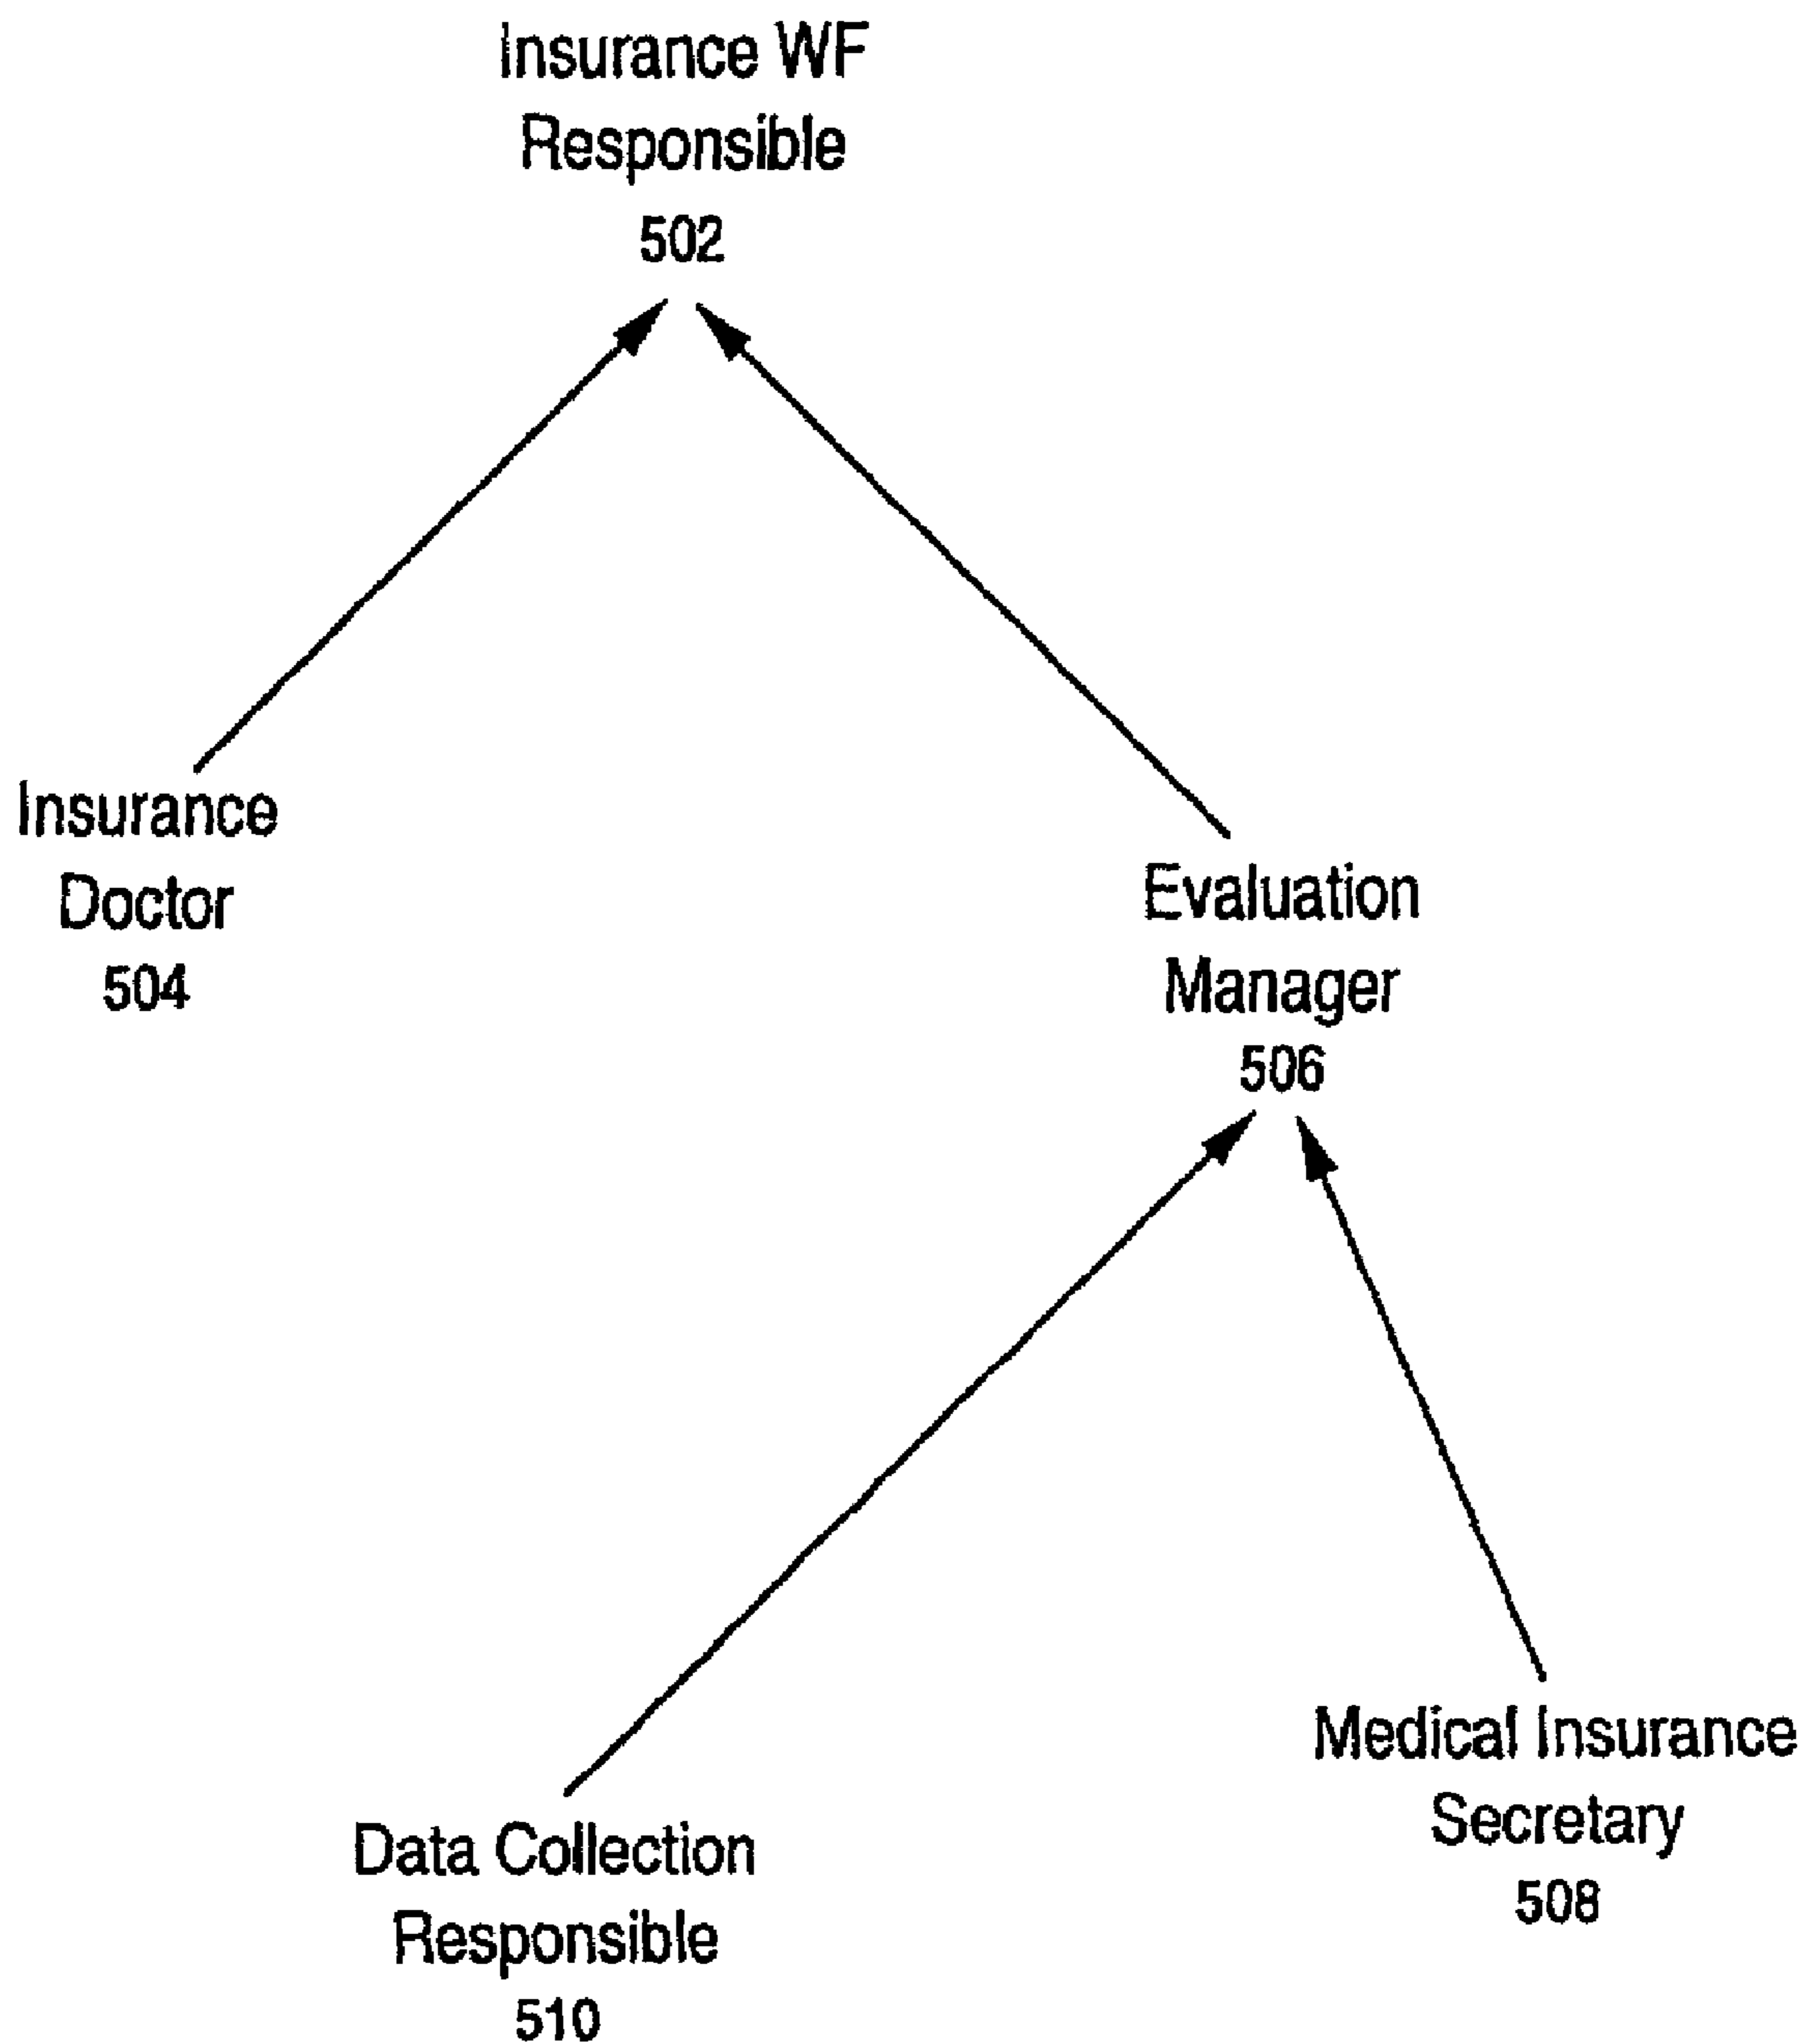 Insurance WF
Responsible
502
Insurance
Doctor
504
Evaluation
Manager
506
Medical Insurance
Secretary
508
Data Collection
Responsible
510